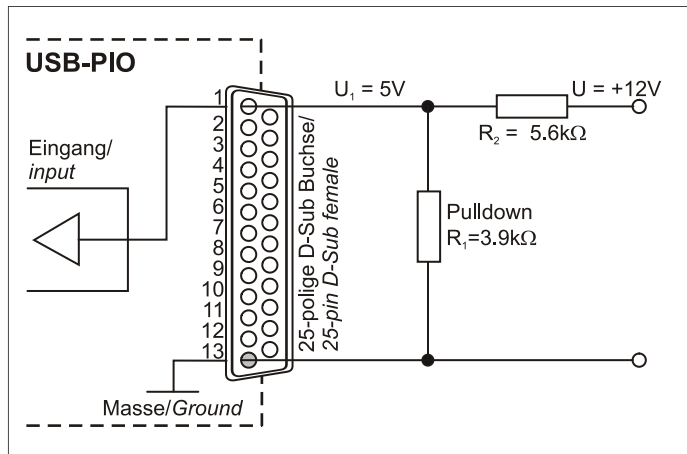 USB-PIO
U₁ = 5V
U = +12V
R₂ = 5.6kΩ
Eingang/
input
1
2
3
4
5
6
7
8
9
10
11
12
13
25-polige D-Sub Buchse/
25-pin D-Sub female
Pulldown
R₁=3.9kΩ
Masse/Ground